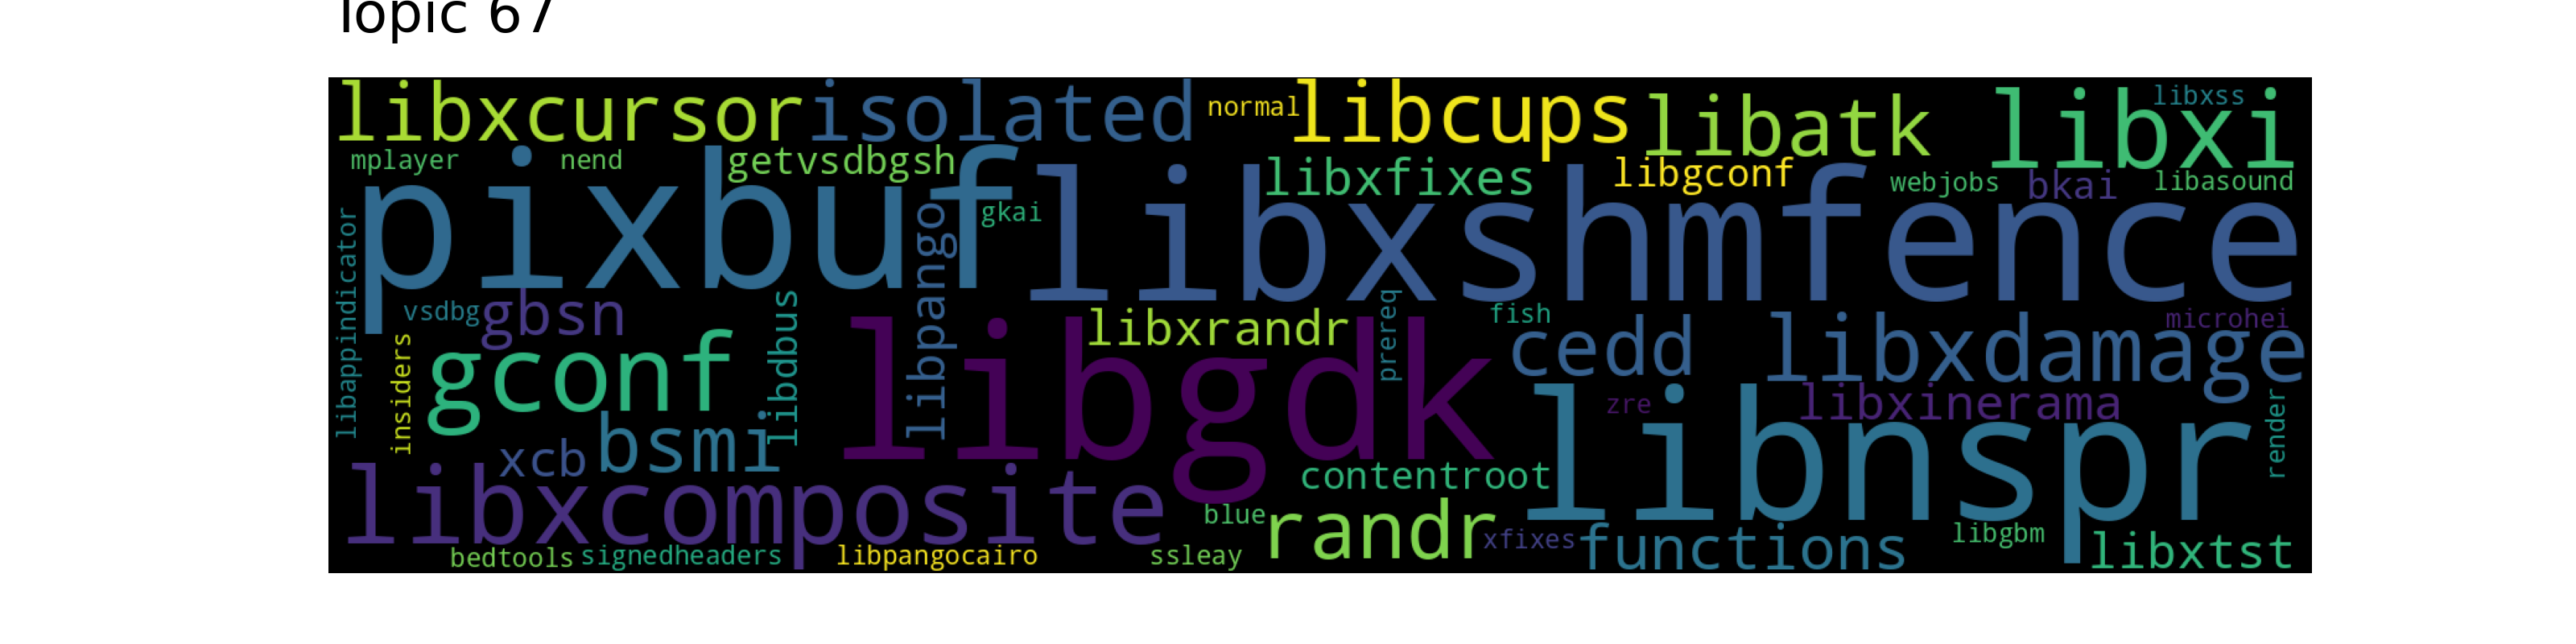 Topic 67
libxcursor isolated normal libcups libatk libxi libxss
mplayer nend getvsdbgsh libxfixes libgconf webjobs bkai libasound
pixbuf gkai libxshmfence
libappindicator vsdbg gbsn libdbus libpango libxrandr prereq fish cedd libxdamage microhei
insiders gconf libgdk zre libxinerama render
xcb bsmi contentroot libnspr
libxcomposite blue randr xfixes functions libgbm libxtst
bedtools signedheaders libpangocairo ssleay